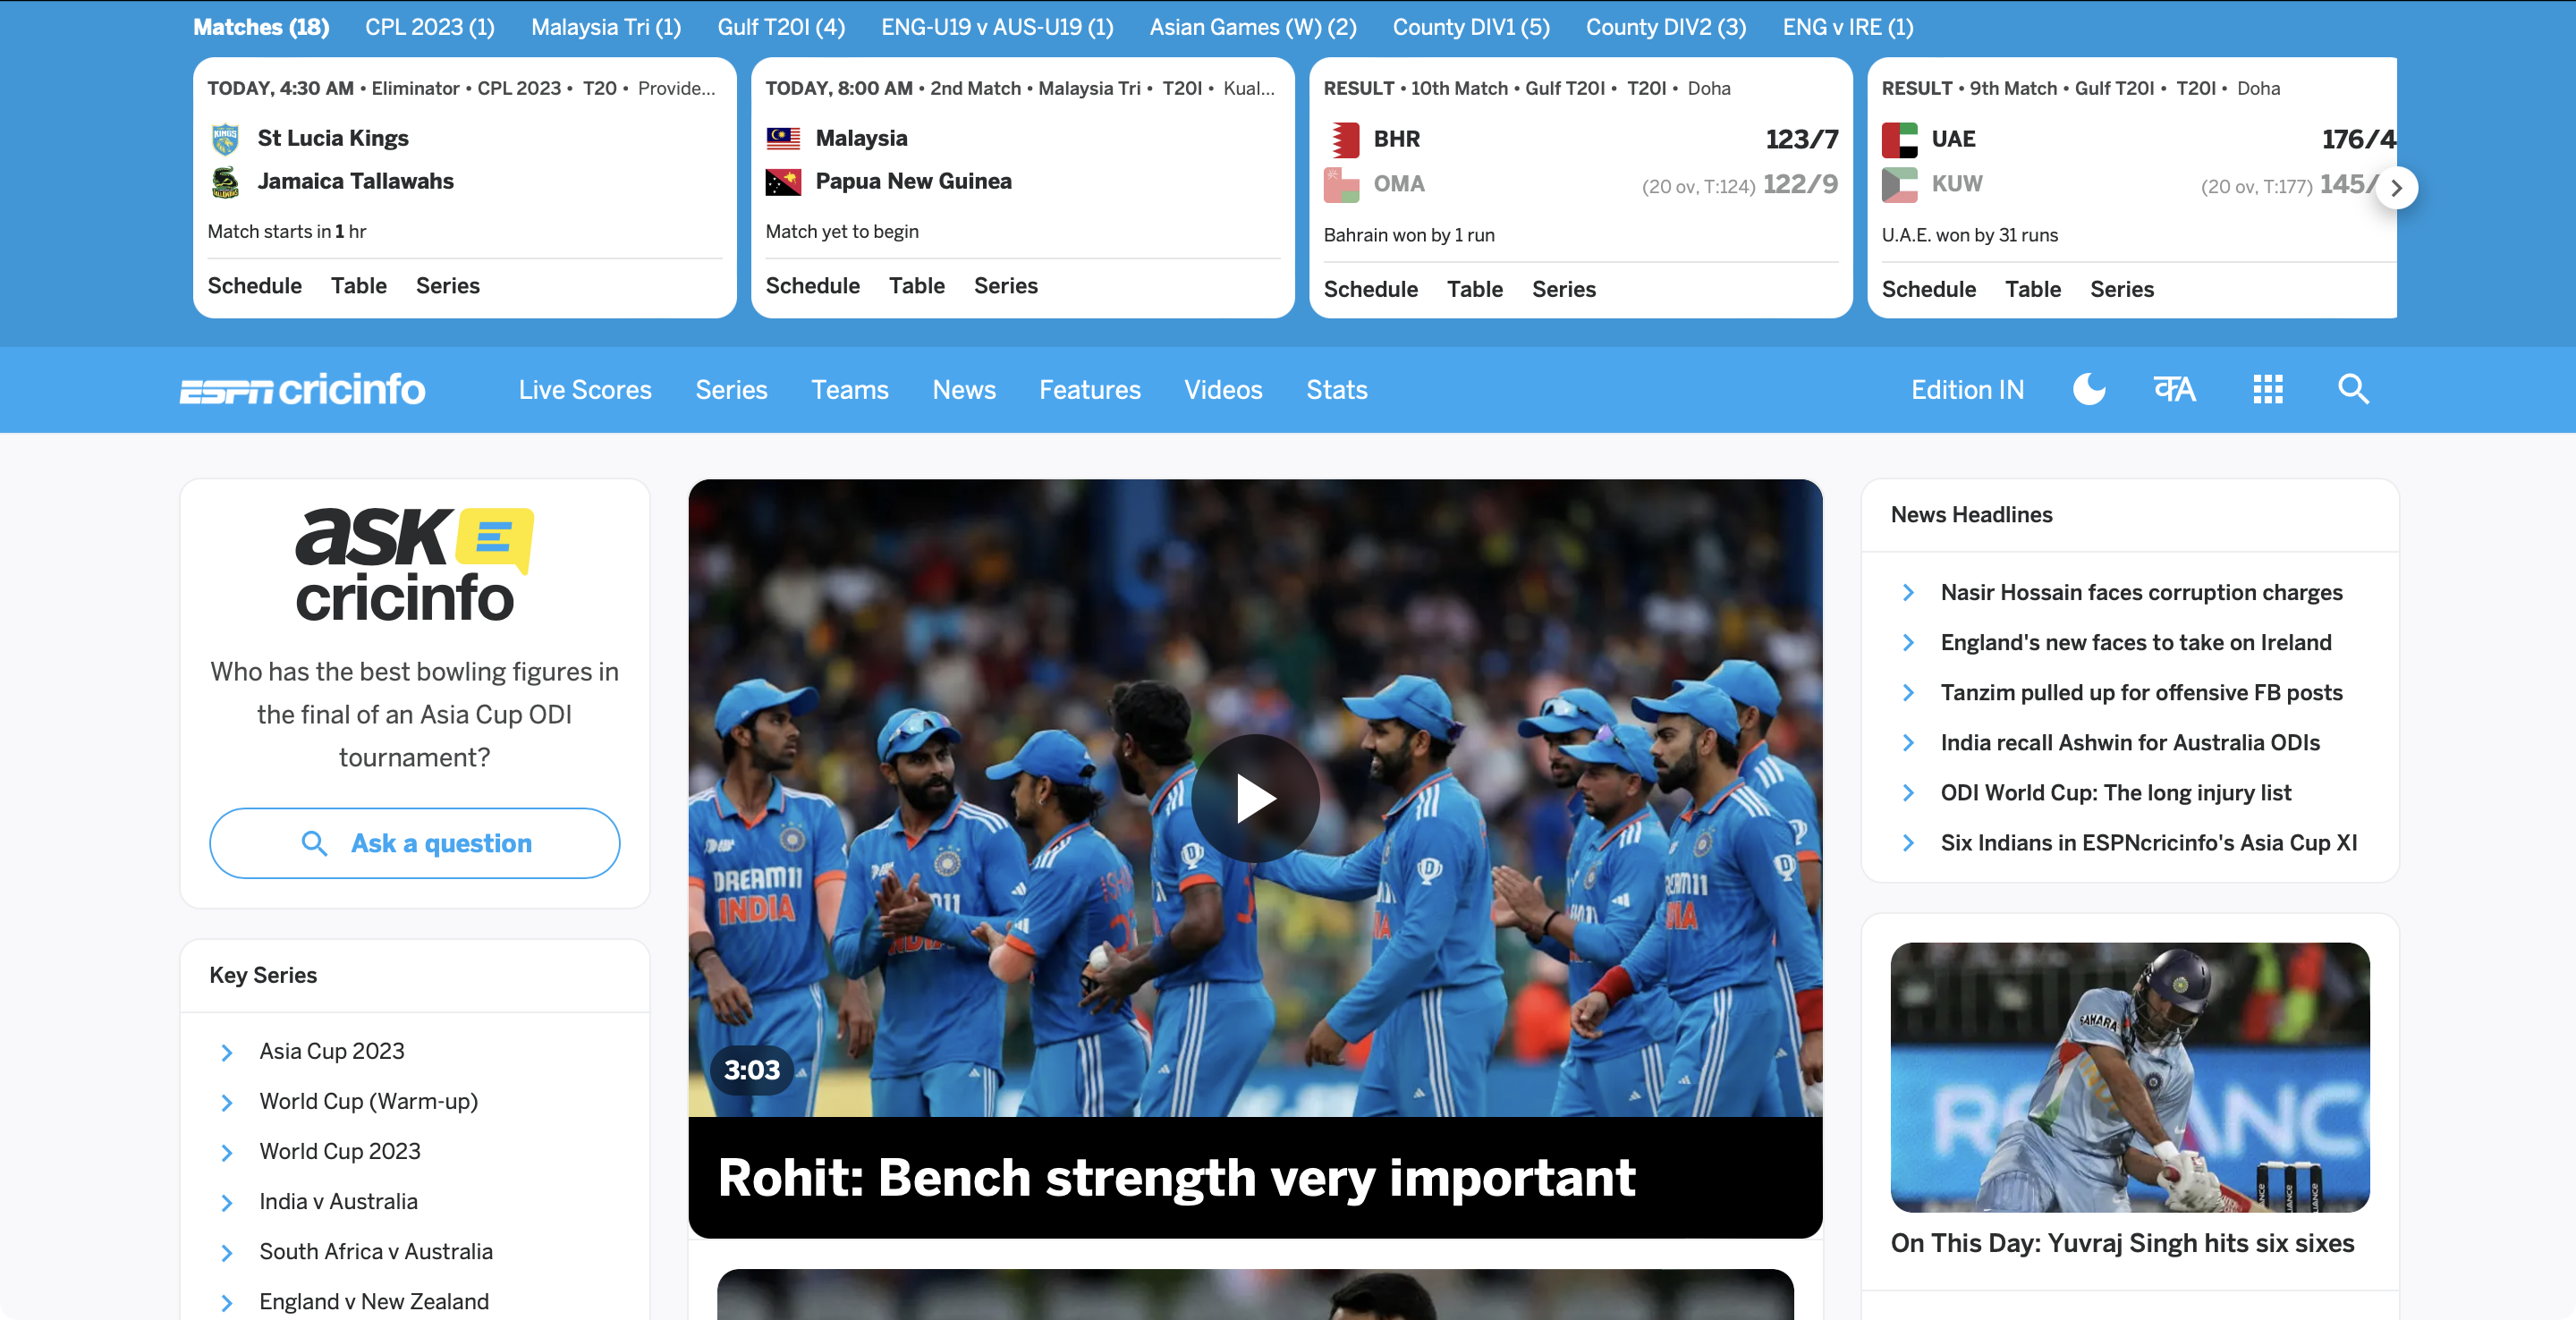 Matches (18) CPL 2023 (1) Malaysia Tri (1) Gulf T20I (4) ENG-U19 v AUS-U19 (1) Asian Games (W) (2) County DIV1 (5) County DIV2 (3) ENG v IRE (1)
TODAY, 4:30 AM • Eliminator • CPL 2023 • T20 • Provide...
St Lucia Kings
Jamaica Tallawahs
Match starts in 1 hr
Schedule Table Series
TODAY, 8:00 AM • 2nd Match • Malaysia Tri • T20I • Kual...
Malaysia
Papua New Guinea
Match yet to begin
Schedule Table Series
RESULT • 10th Match • Gulf T20I • T20I • Doha
BHR 123/7
OMA (20 ov, T:124) 122/9
Bahrain won by 1 run
Schedule Table Series
RESULT • 9th Match • Gulf T20I • T20I • Doha
UAE 176/4
KUW (20 ov, T:177) 145/
U.A.E. won by 31 runs
Schedule Table Series
ESPN cricinfo Live Scores Series Teams News Features Videos Stats Edition IN
ask
cricinfo
Who has the best bowling figures in
the final of an Asia Cup ODI
tournament?
Ask a question
Key Series
Asia Cup 2023
World Cup (Warm-up)
World Cup 2023
India v Australia
South Africa v Australia
England v New Zealand
DREAM11
INDIA
3:03
Rohit: Bench strength very important
News Headlines
Nasir Hossain faces corruption charges
England's new faces to take on Ireland
Tanzim pulled up for offensive FB posts
India recall Ashwin for Australia ODIs
ODI World Cup: The long injury list
Six Indians in ESPNcricinfo's Asia Cup XI
SAHARA
On This Day: Yuvraj Singh hits six sixes